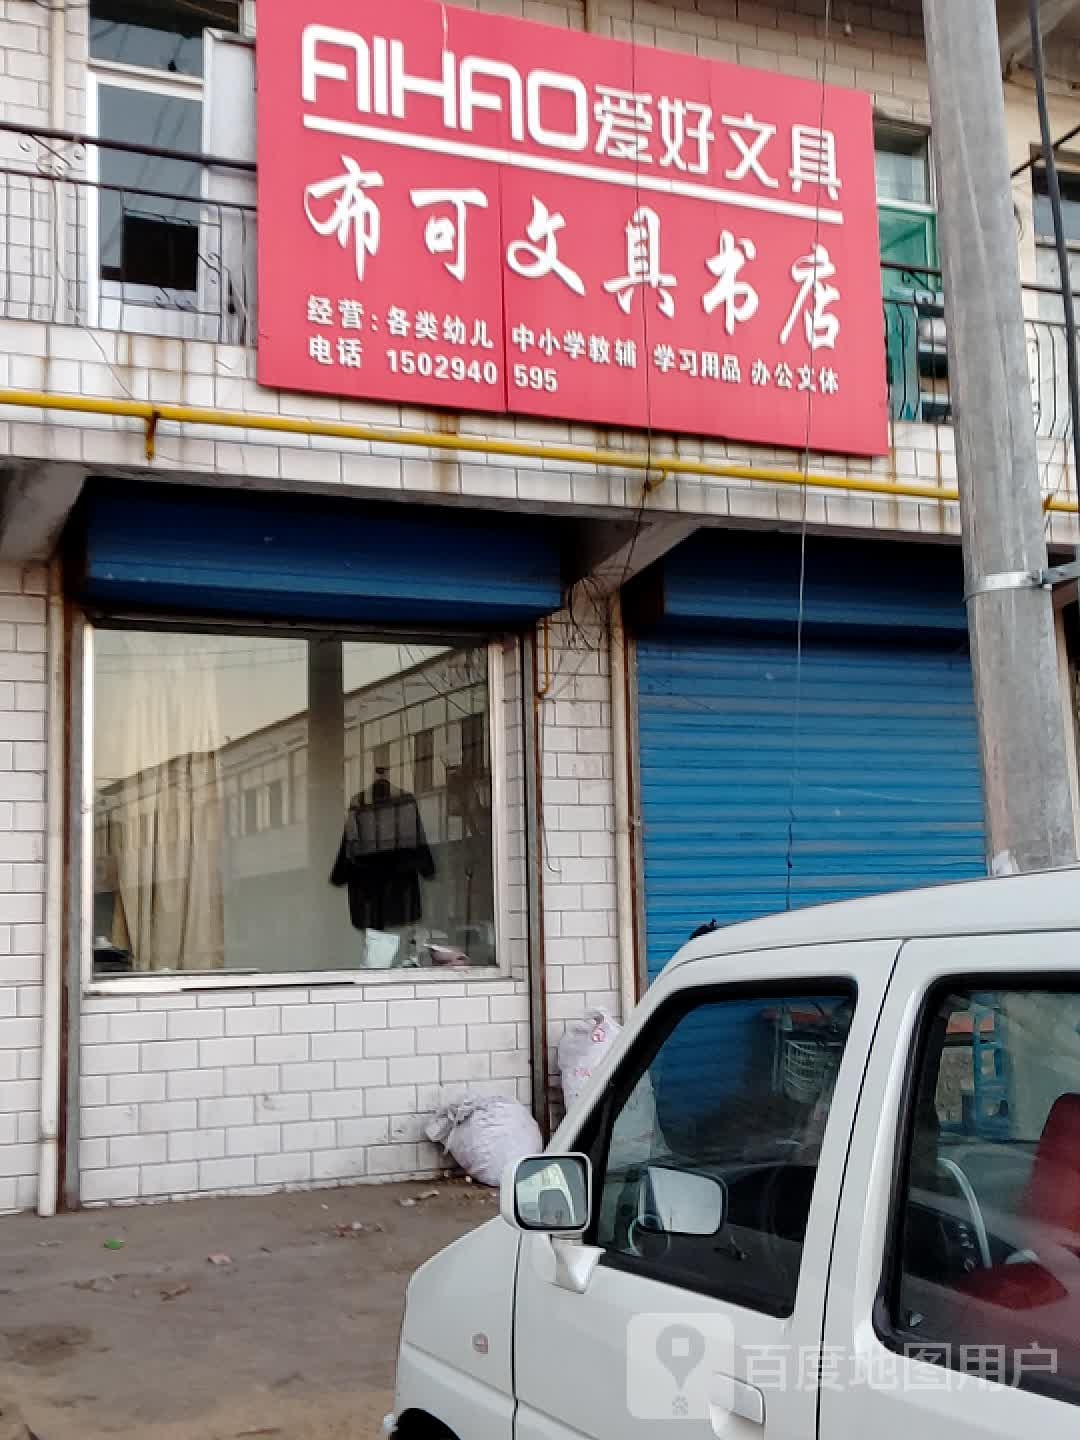 AIHAO爱好文具
布可文具书店
经营：各类幼儿 中小学教辅 学习用品 办公文体
电话 1502940 595
百度地图用户